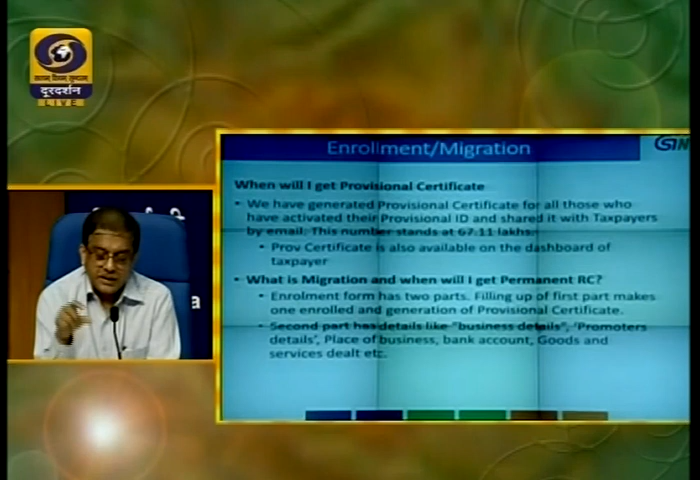 दूरदर्शन
LIVE
Enrollment/Migration
When will I get Provisional Certificate
• We have generated Provisional Certificate for all those who
have activated their Provisional ID and shared it with Taxpayers
by email. This number stands at 67.11 lakhs.
• Prov Certificate is also available on the dashboard of
taxpayer
• What is Migration and when will I get Permanent RC?
• Enrolment form has two parts. Filling up of first part makes
one enrolled and generation of Provisional Certificate.
• Second part has details like "business details", 'Promoters
details', Place of business, bank account, Goods and
services dealt etc.